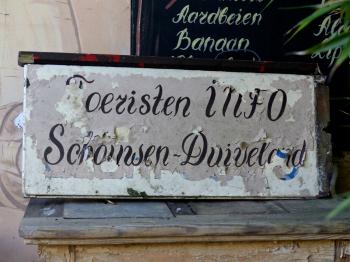 Aardbeien
Banaan
Toeristen INFO
Schouwen-Duiveland